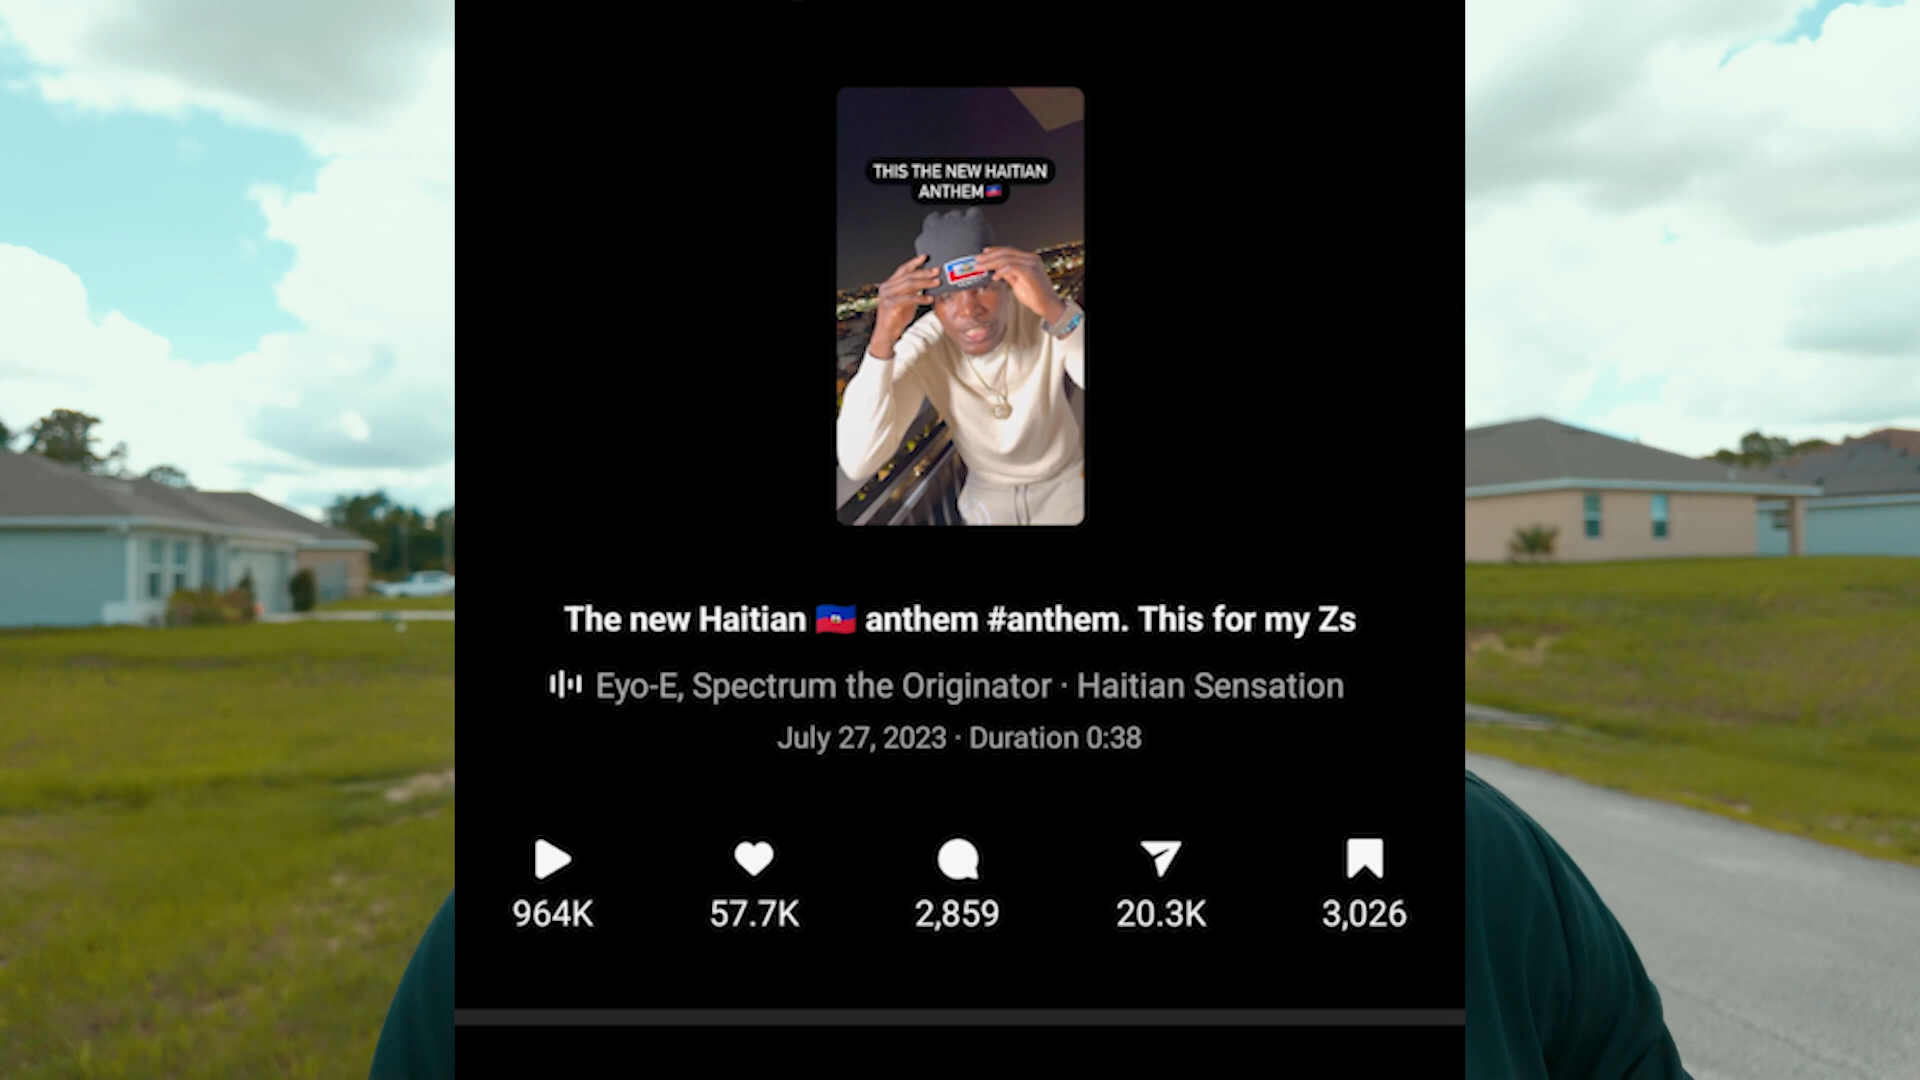 THIS THE NEW HAITIAN
ANTHEM🇭🇹
The new Haitian 🇭🇹 anthem #anthem. This for my Zs
Eyo-E, Spectrum the Originator · Haitian Sensation
July 27, 2023 · Duration 0:38
964K
57.7K
2,859
20.3K
3,026